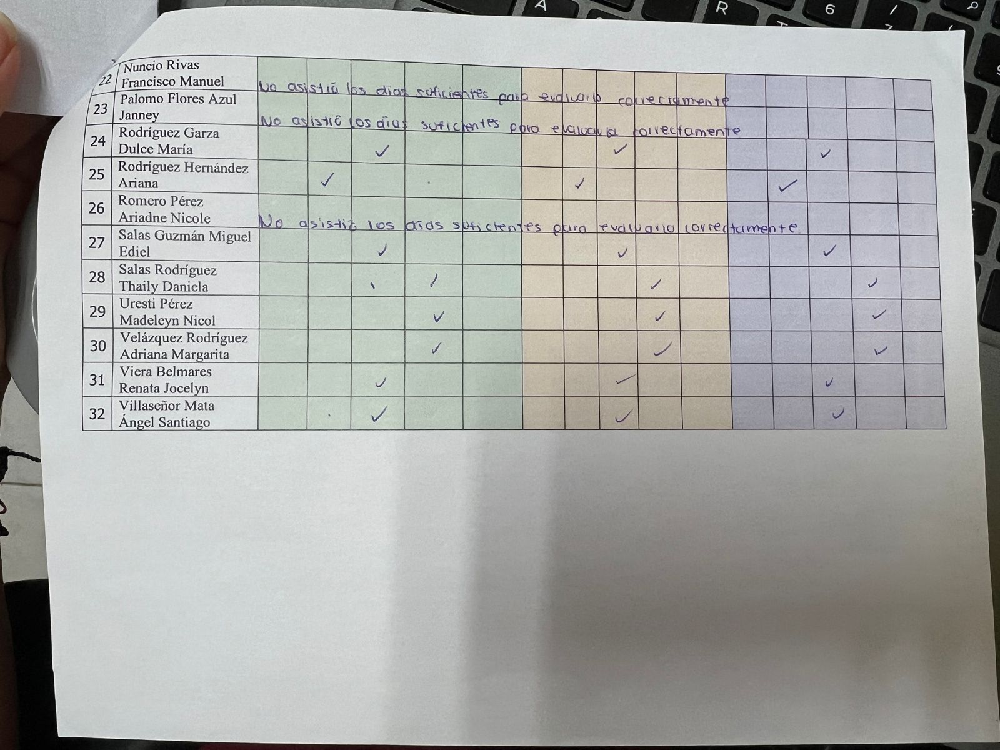 A
R
6
7
22 Nuncio Rivas
Francisco Manuel
No asistió los dias suficientes para evaluarlo correctamente
23 Palomo Flores Azul
Janney
No asistió los dias suficientes para evaluarla correctamente
24 Rodríguez Garza
Dulce María ✓ ✓ ✓
25 Rodríguez Hernández
Ariana ✓ ✓ ✓
26 Romero Pérez
Ariadne Nicole
No asistió los dias suficientes para evaluarla correctamente
27 Salas Guzmán Miguel
Ediel ✓ ✓ ✓
28 Salas Rodríguez
Thaily Daniela ✓ ✓ ✓
29 Uresti Pérez
Madeleyn Nicol ✓ ✓ ✓
30 Velázquez Rodríguez
Adriana Margarita ✓ ✓ ✓
31 Viera Belmares
Renata Jocelyn ✓ ✓ ✓
32 Villaseñor Mata
Ángel Santiago ✓ ✓ ✓